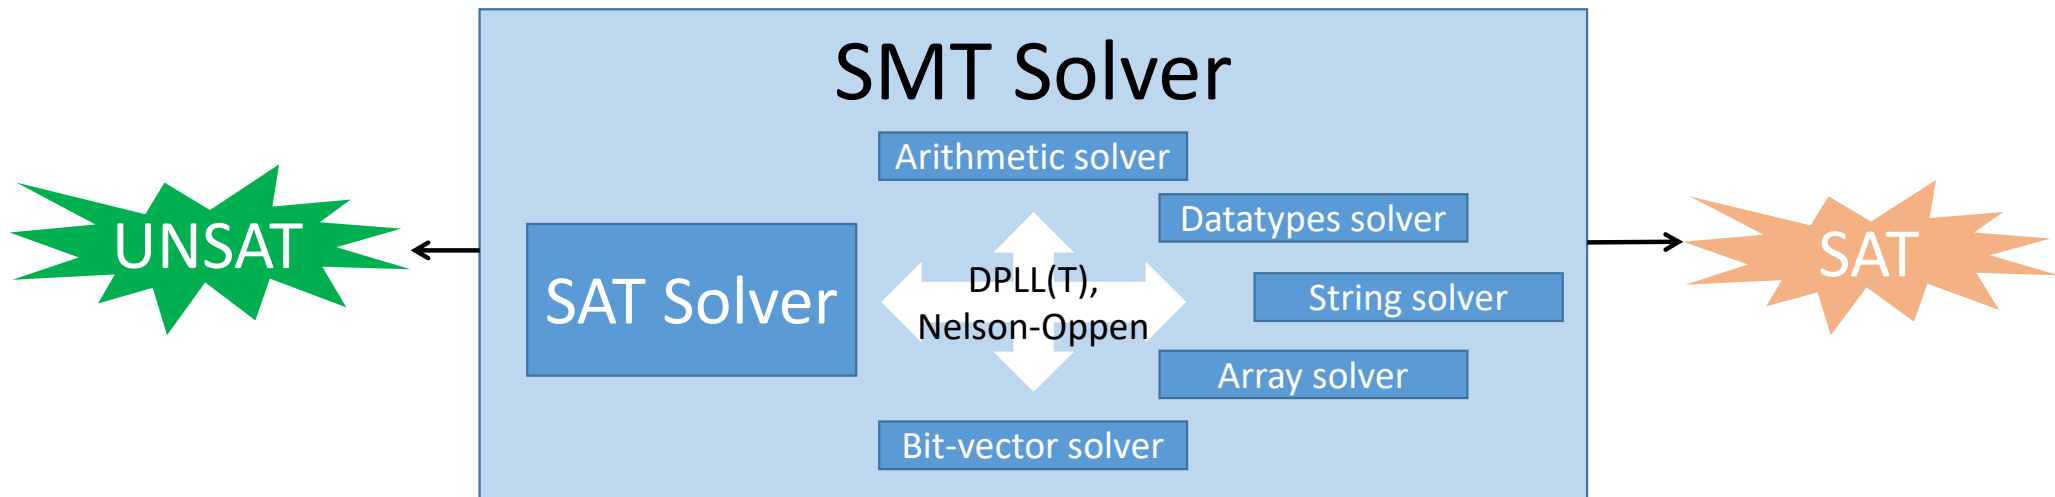 SMT Solver
Arithmetic solver
Datatypes solver
UNSAT
SAT Solver
DPLL(T),
Nelson-Oppen
String solver
SAT
Array solver
Bit-vector solver